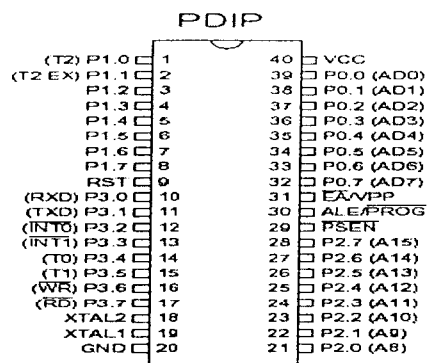 PDIP
(T2) P1.0 1 40 VCC
(T2 EX) P1.1 2 39 P0.0 (AD0)
P1.2 3 38 P0.1 (AD1)
P1.3 4 37 P0.2 (AD2)
P1.4 5 36 P0.3 (AD3)
P1.5 6 35 P0.4 (AD4)
P1.6 7 34 P0.5 (AD5)
P1.7 8 33 P0.6 (AD6)
RST 9 32 P0.7 (AD7)
(RXD) P3.0 10 31 EA/VPP
(TXD) P3.1 11 30 ALE/PROG
(INT0) P3.2 12 29 PSEN
(INT1) P3.3 13 28 P2.7 (A15)
(T0) P3.4 14 27 P2.6 (A14)
(T1) P3.5 15 26 P2.5 (A13)
(WR) P3.6 16 25 P2.4 (A12)
(RD) P3.7 17 24 P2.3 (A11)
XTAL2 18 23 P2.2 (A10)
XTAL1 19 22 P2.1 (A9)
GND 20 21 P2.0 (A8)